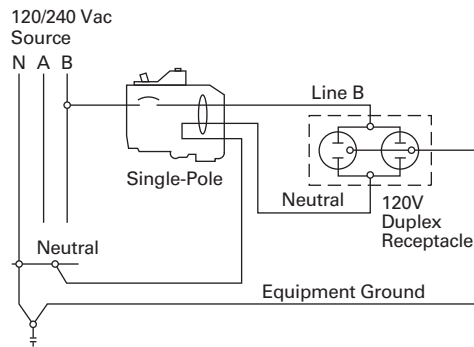 120/240 Vac
Source
N A B
Line B
Single-Pole
Neutral
120V
Duplex
Receptacle
Neutral
Equipment Ground